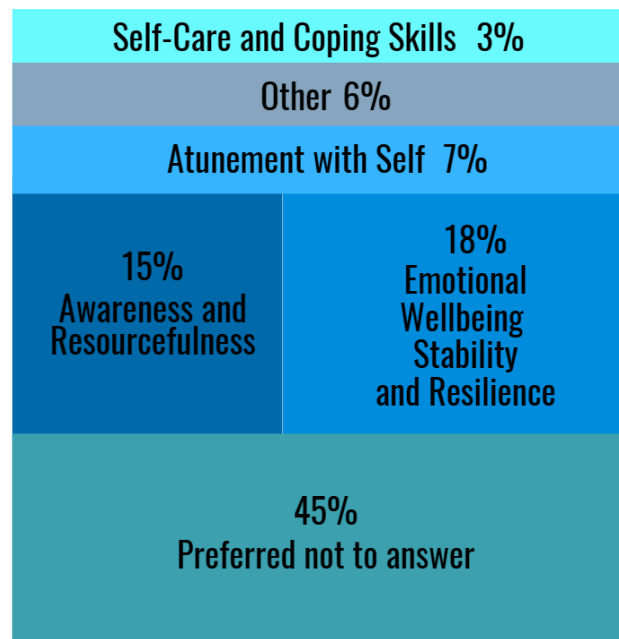 Self-Care and Coping Skills 3%
Other 6%
Atunement with Self 7%
15%
Awareness and
Resourcefulness
18%
Emotional
Wellbeing
Stability
and Resilience
45%
Preferred not to answer